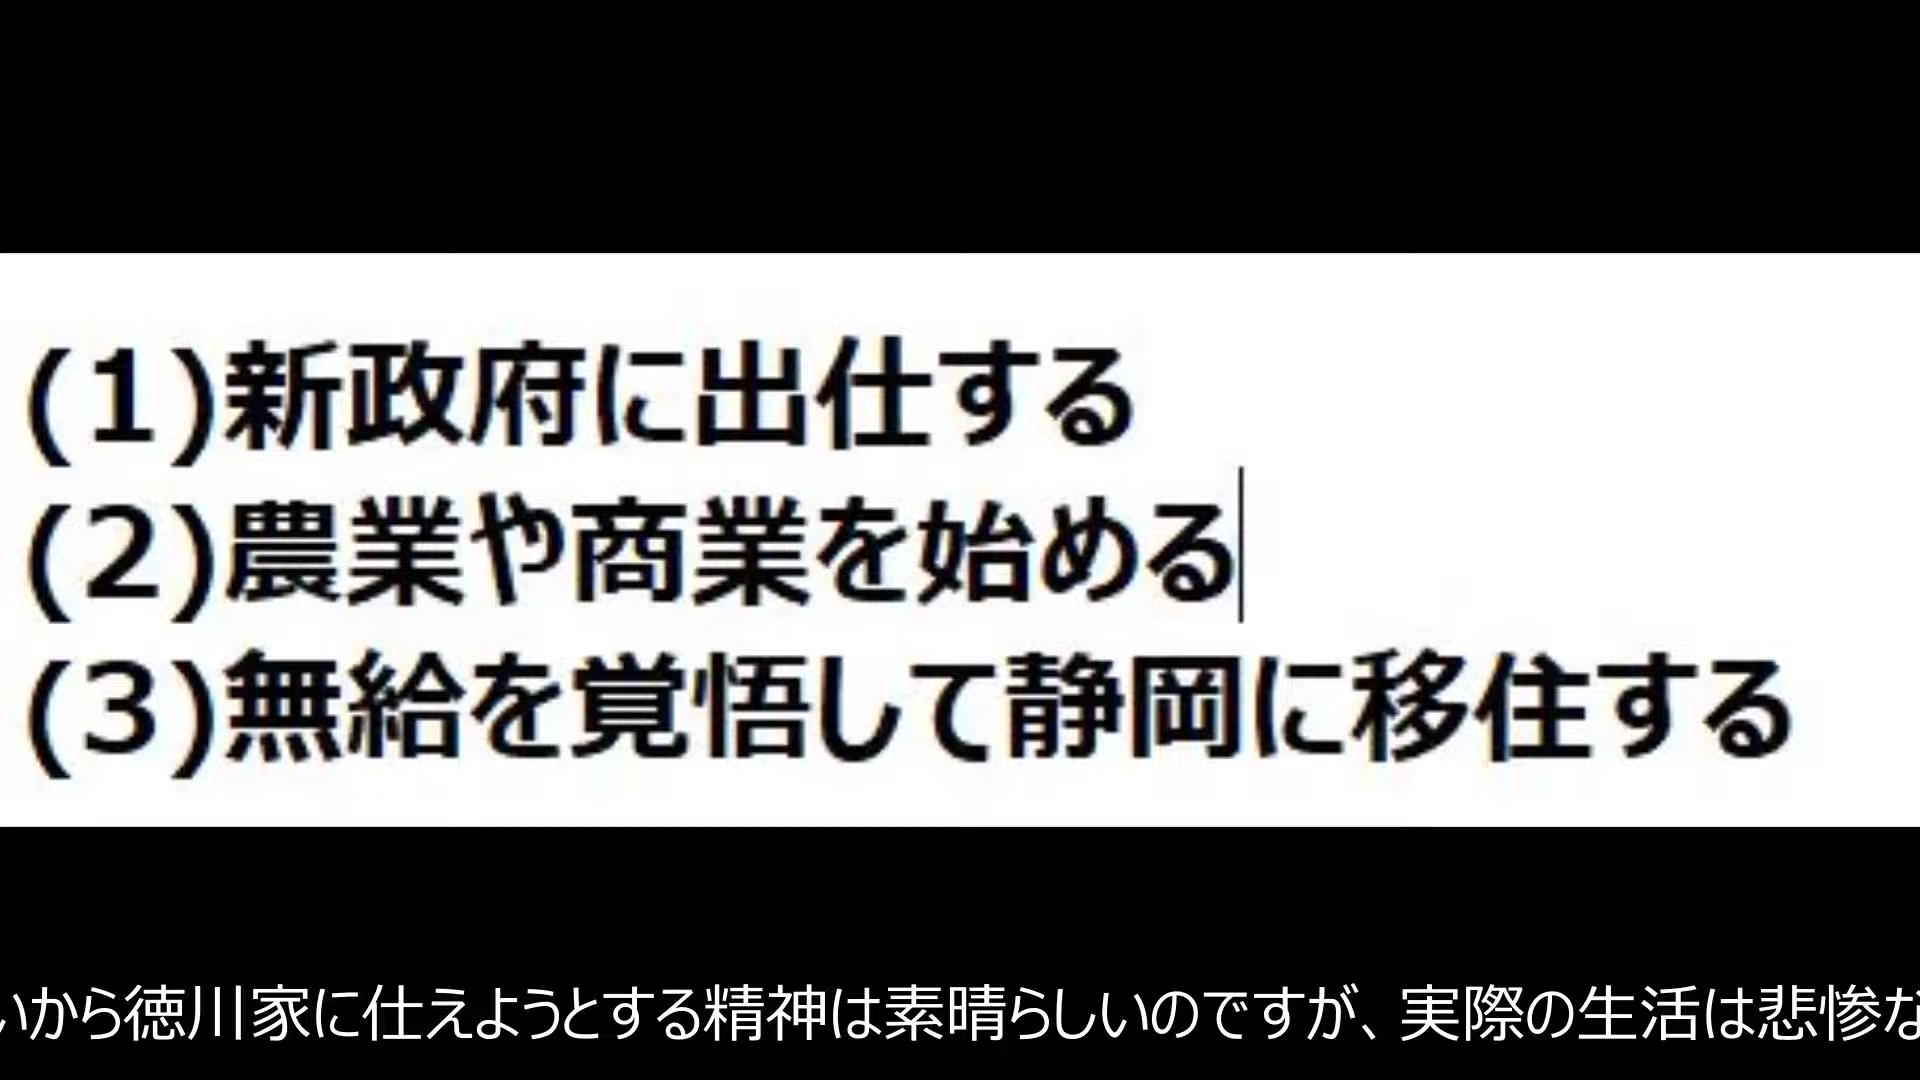 (1)新政府に出仕する
(2)農業や商業を始める
(3)無給を覚悟して静岡に移住する
いから徳川家に仕えようとする精神は素晴らしいのですが、実際の生活は悲惨な